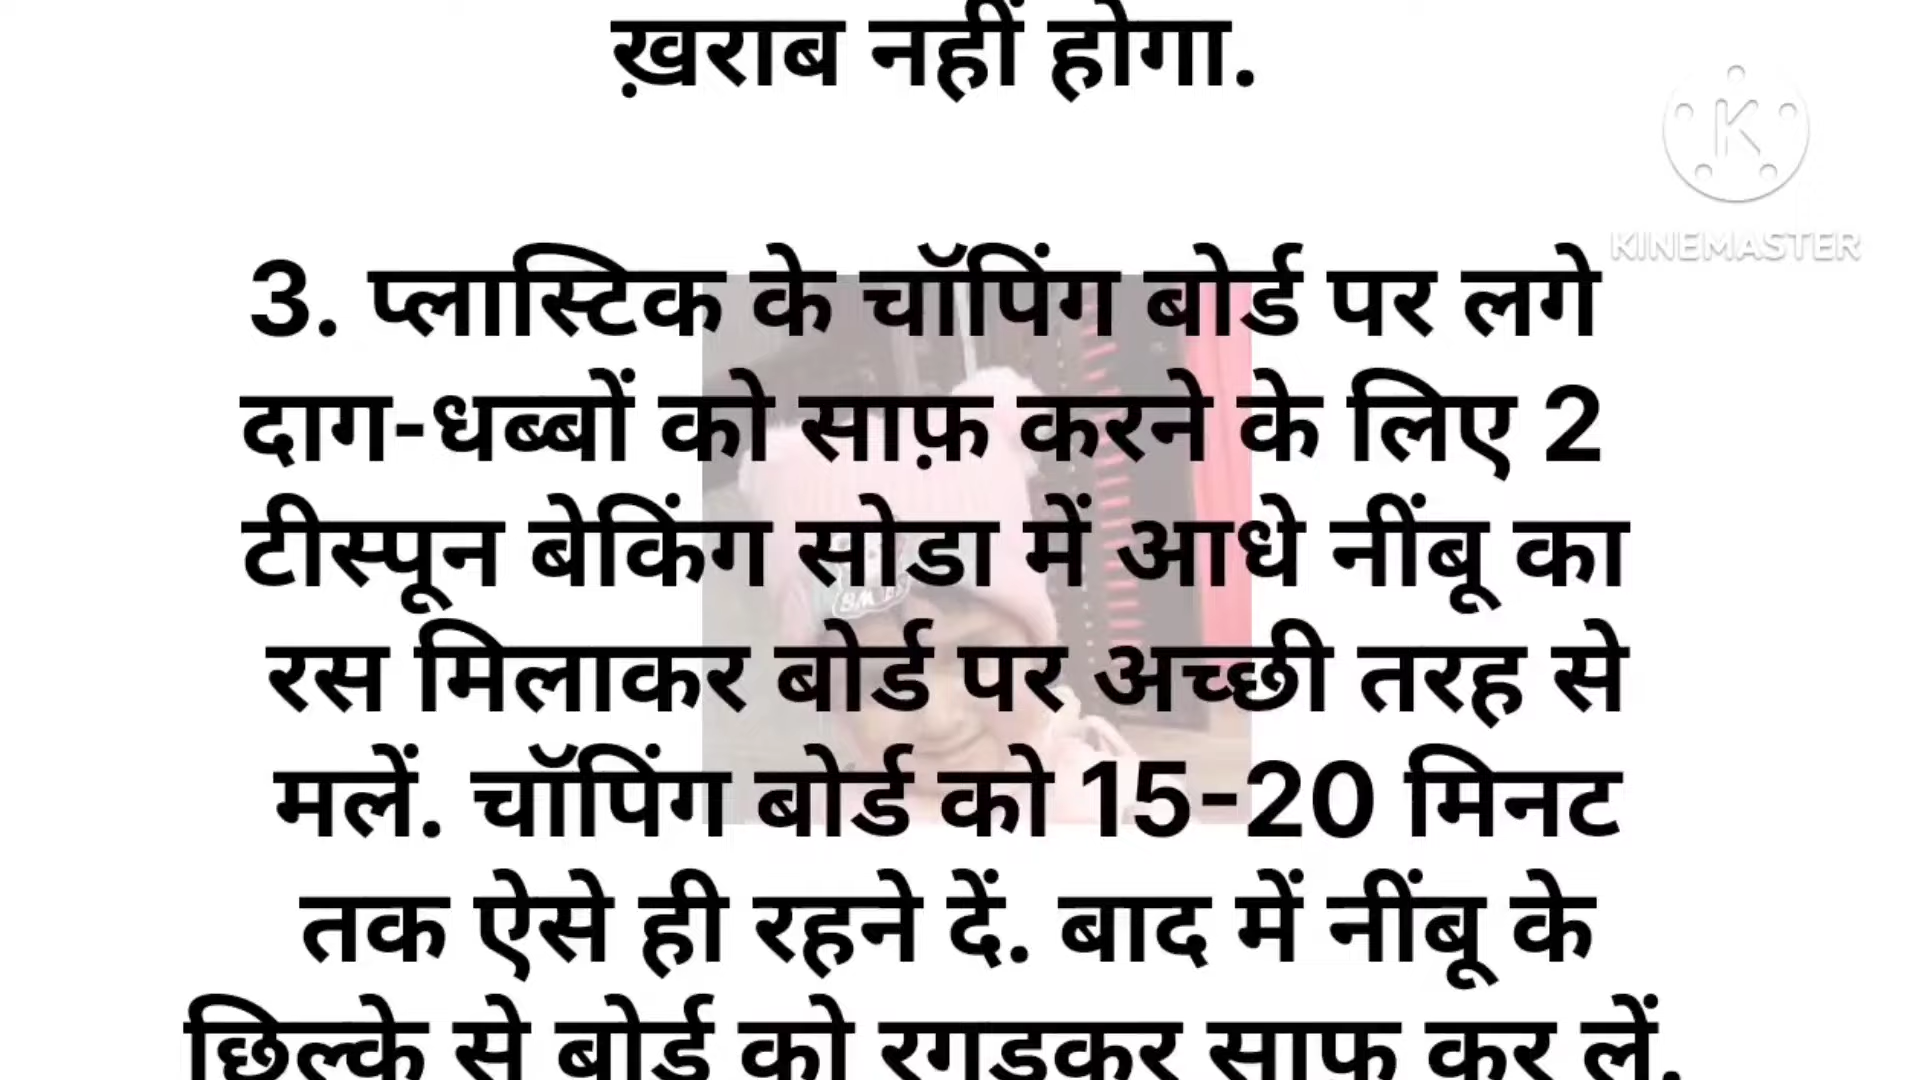 ख़राब नहीं होगा.
KINEMASTER
3. प्लास्टिक के चॉपिंग बोर्ड पर लगे
दाग-धब्बों को साफ़ करने के लिए 2
टीस्पून बेकिंग सोडा में आधे नींबू का
रस मिलाकर बोर्ड पर अच्छी तरह से
मलें. चॉपिंग बोर्ड को 15-20 मिनट
तक ऐसे ही रहने दें. बाद में नींबू के
छिल्के से बोर्ड को रगड़कर साफ़ कर लें.